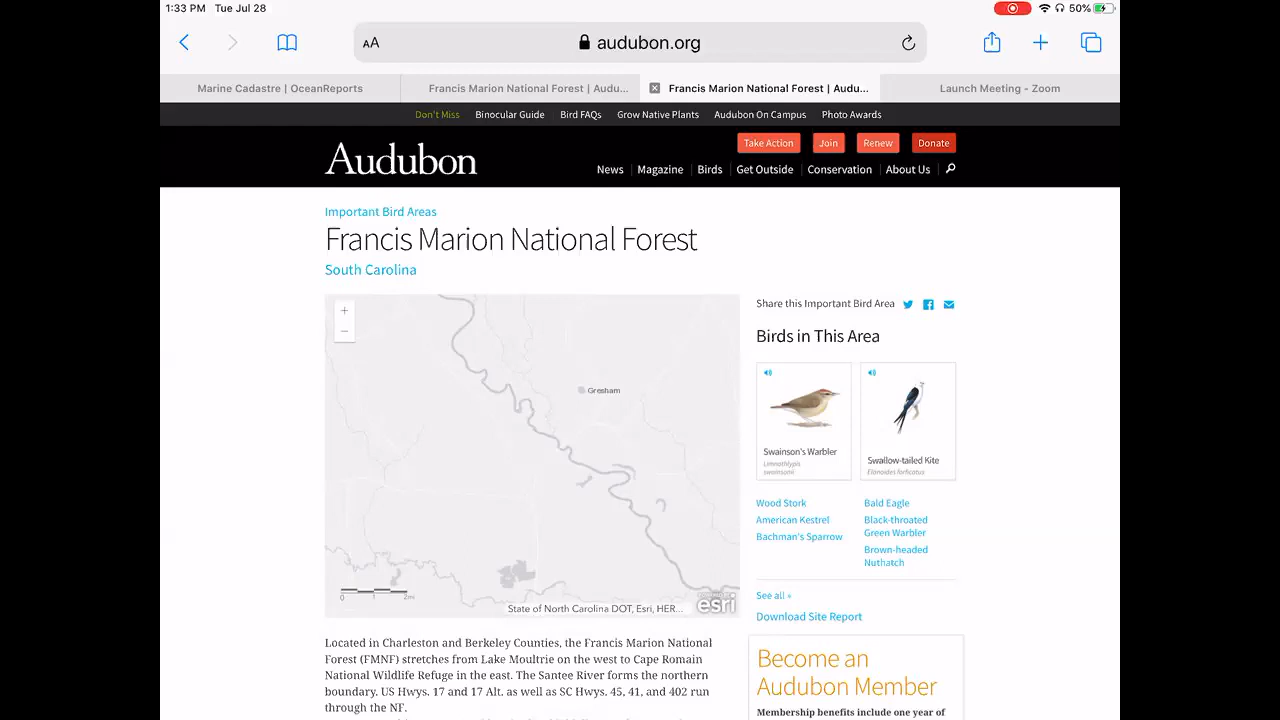 1:33 PM Tue Jul 28
50%
AA
audubon.org
Marine Cadastre | OceanReports
Francis Marion National Forest | Audu...
Francis Marion National Forest | Audu...
Launch Meeting - Zoom
Don't Miss Binocular Guide Bird FAQs Grow Native Plants Audubon On Campus Photo Awards
Audubon
Take Action Join Renew Donate
News Magazine Birds Get Outside Conservation About Us
Important Bird Areas
Francis Marion National Forest
South Carolina
+
−
Gresham
0 1 2mi
State of North Carolina DOT, Esri, HER...
POWERED BY
esri
Share this Important Bird Area
Birds in This Area
Swainson's Warbler
Limnothlypis
swainsonii
Swallow-tailed Kite
Elanoides forficatus
Wood Stork
American Kestrel
Bachman's Sparrow
Bald Eagle
Black-throated
Green Warbler
Brown-headed
Nuthatch
See all +
Download Site Report
Located in Charleston and Berkeley Counties, the Francis Marion National
Forest (FMNF) stretches from Lake Moultrie on the west to Cape Romain
National Wildlife Refuge in the east. The Santee River forms the northern
boundary. US Hwys. 17 and 17 Alt. as well as SC Hwys. 45, 41, and 402 run
through the NF.
Become an
Audubon Member
Membership benefits include one year of